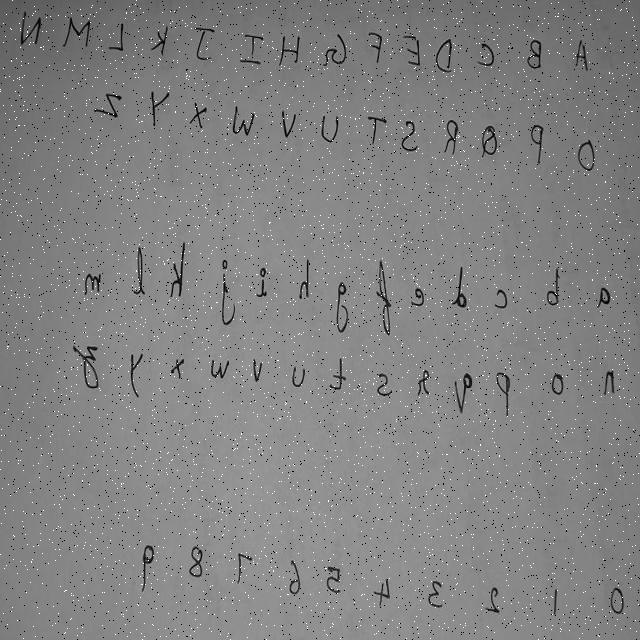 A B C D E F G H I J K L M N
O P Q R S T U V W X Y Z
a b c d e f g h i j k l m
n o p q r s t u v w x y z
0 1 2 3 4 5 6 7 8 9